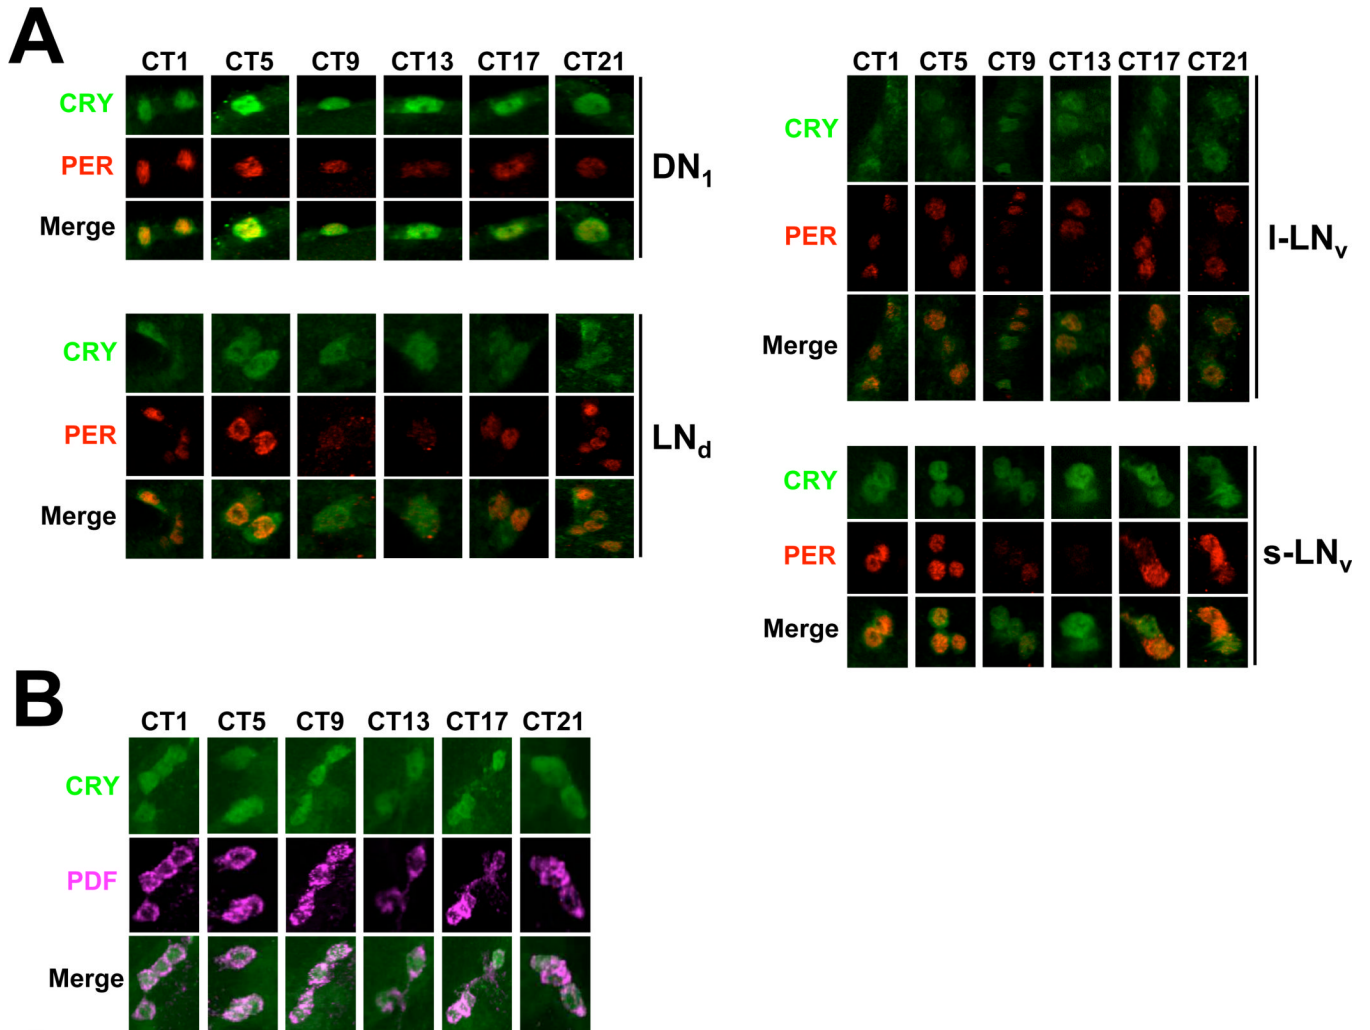 A
CT1 CT5 CT9 CT13 CT17 CT21
CRY
PER
Merge
DN1
CRY
PER
Merge
LNd
CT1 CT5 CT9 CT13 CT17 CT21
CRY
PER
Merge
l-LNv
CRY
PER
Merge
s-LNv
B
CT1 CT5 CT9 CT13 CT17 CT21
CRY
PDF
Merge